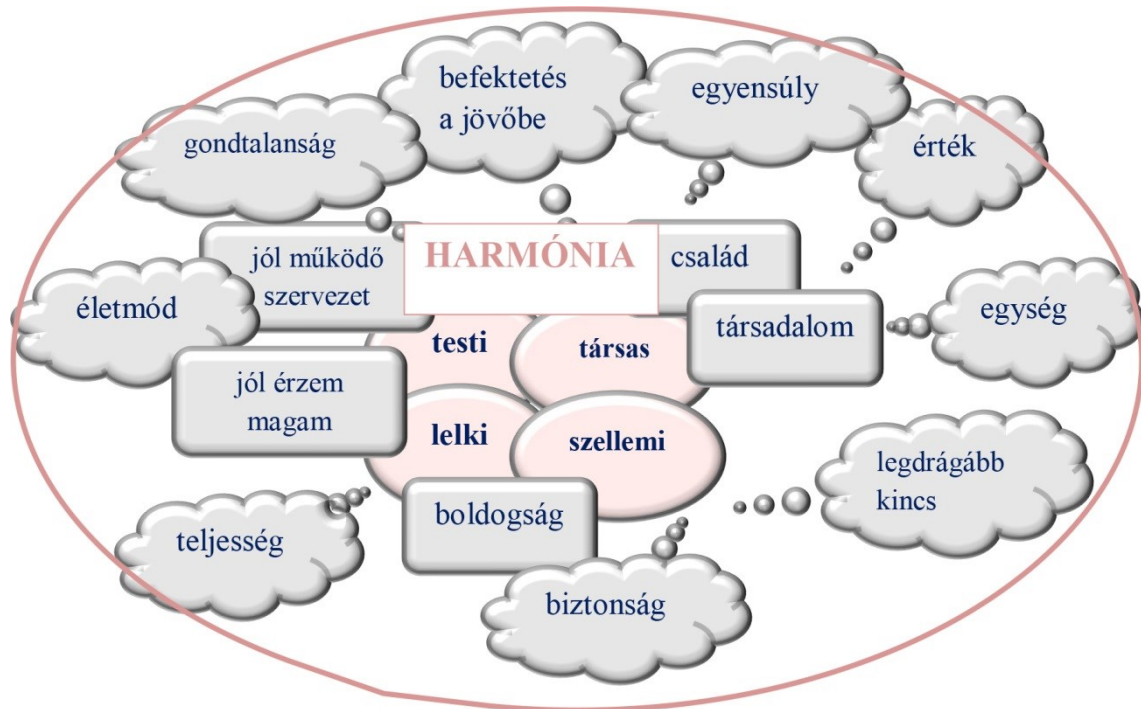 befektetés
a jövőbe
egyensúly
gondtalanság
érték
HARMÓNIA
jól működő
szervezet
család
életmód
társadalom
egység
testi
társas
jól érzem
magam
lelki
szellemi
legdrágább
kincs
boldogság
teljesség
biztonság